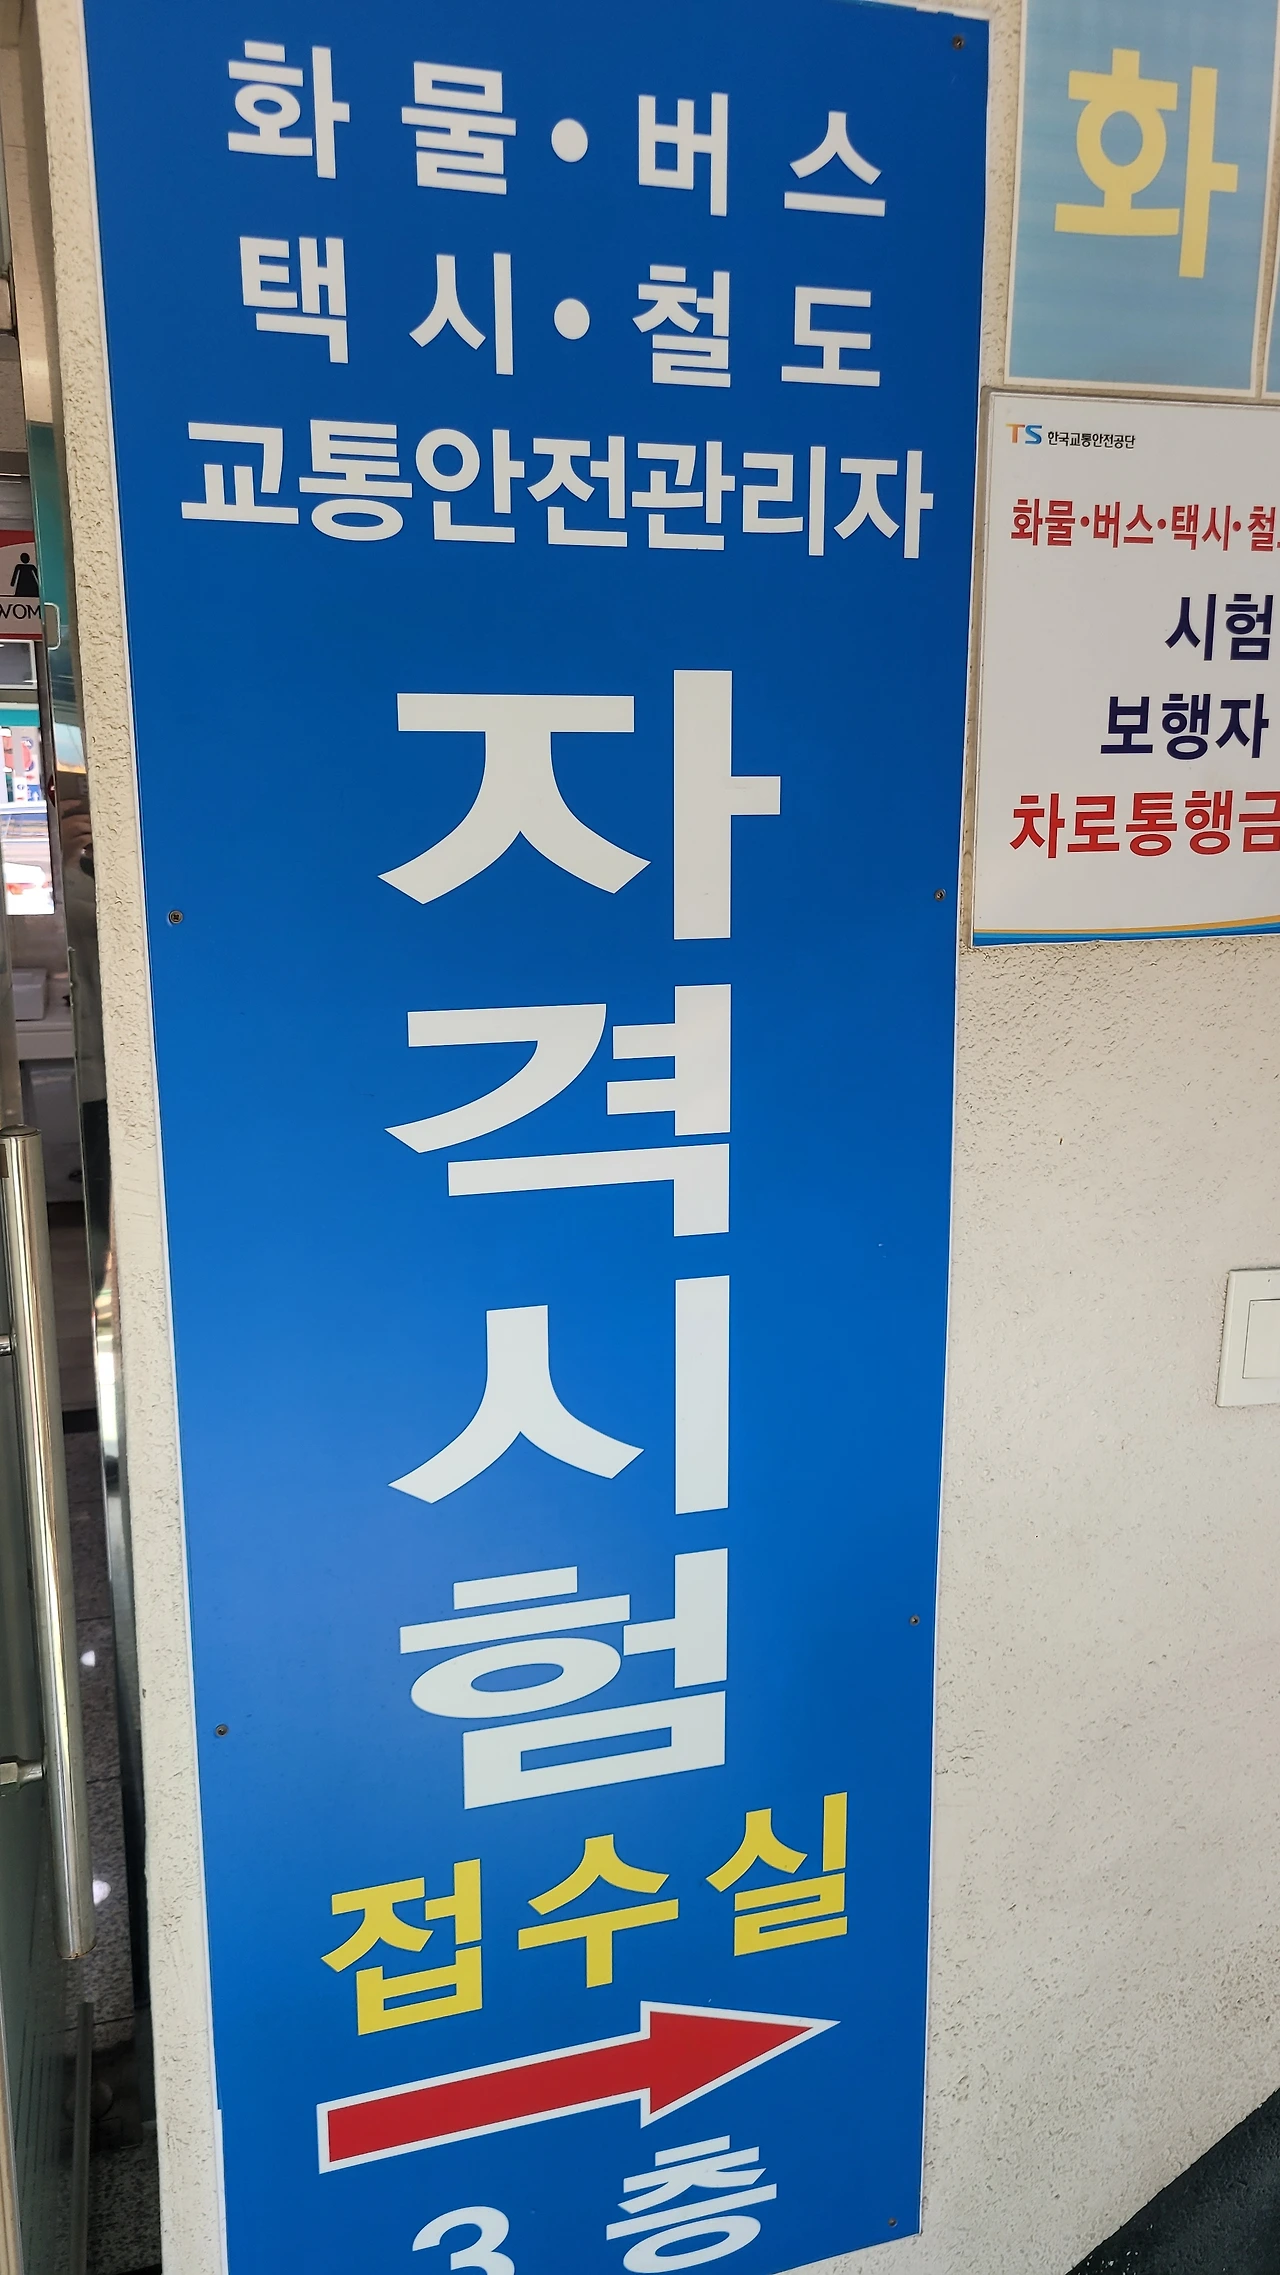 화물·버스
택시·철도
교통안전관리자
자
격
시
험
접수실
3층
화
TS 한국교통안전공단
화물·버스·택시·철
시험
보행자
차로통행금